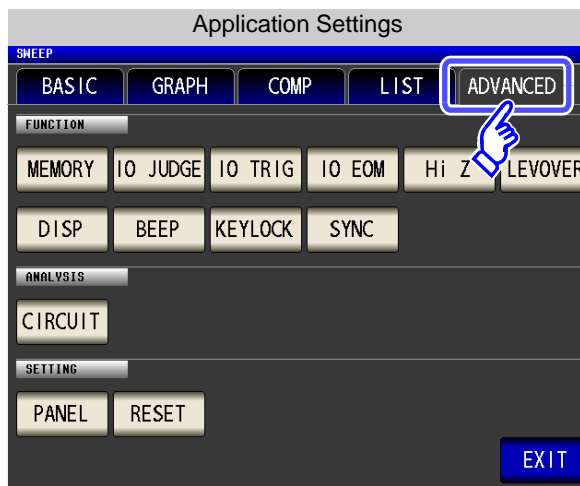 Application Settings
SWEEP
BASIC GRAPH COMP LIST ADVANCED
FUNCTION
MEMORY IO JUDGE IO TRIG IO EOM Hi Z LEVOVER
DISP BEEP KEYLOCK SYNC
ANALYSIS
CIRCUIT
SETTING
PANEL RESET
EXIT